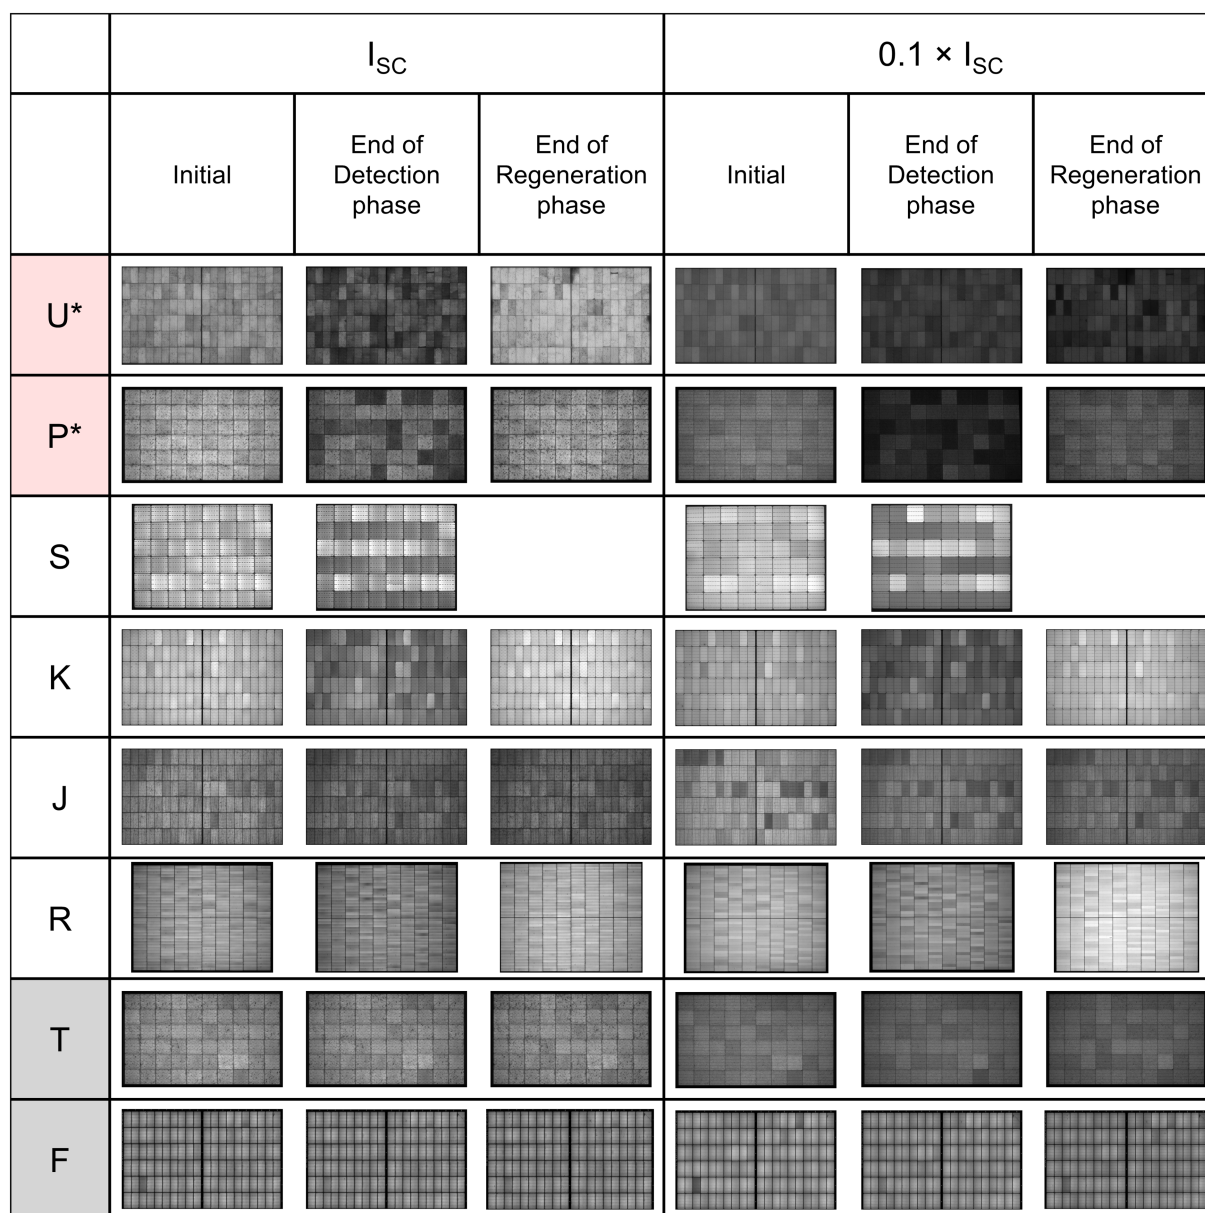 I_SC
0.1 × I_SC
Initial
End of
Detection
phase
End of
Regeneration
phase
Initial
End of
Detection
phase
End of
Regeneration
phase
U*
P*
S
K
J
R
T
F